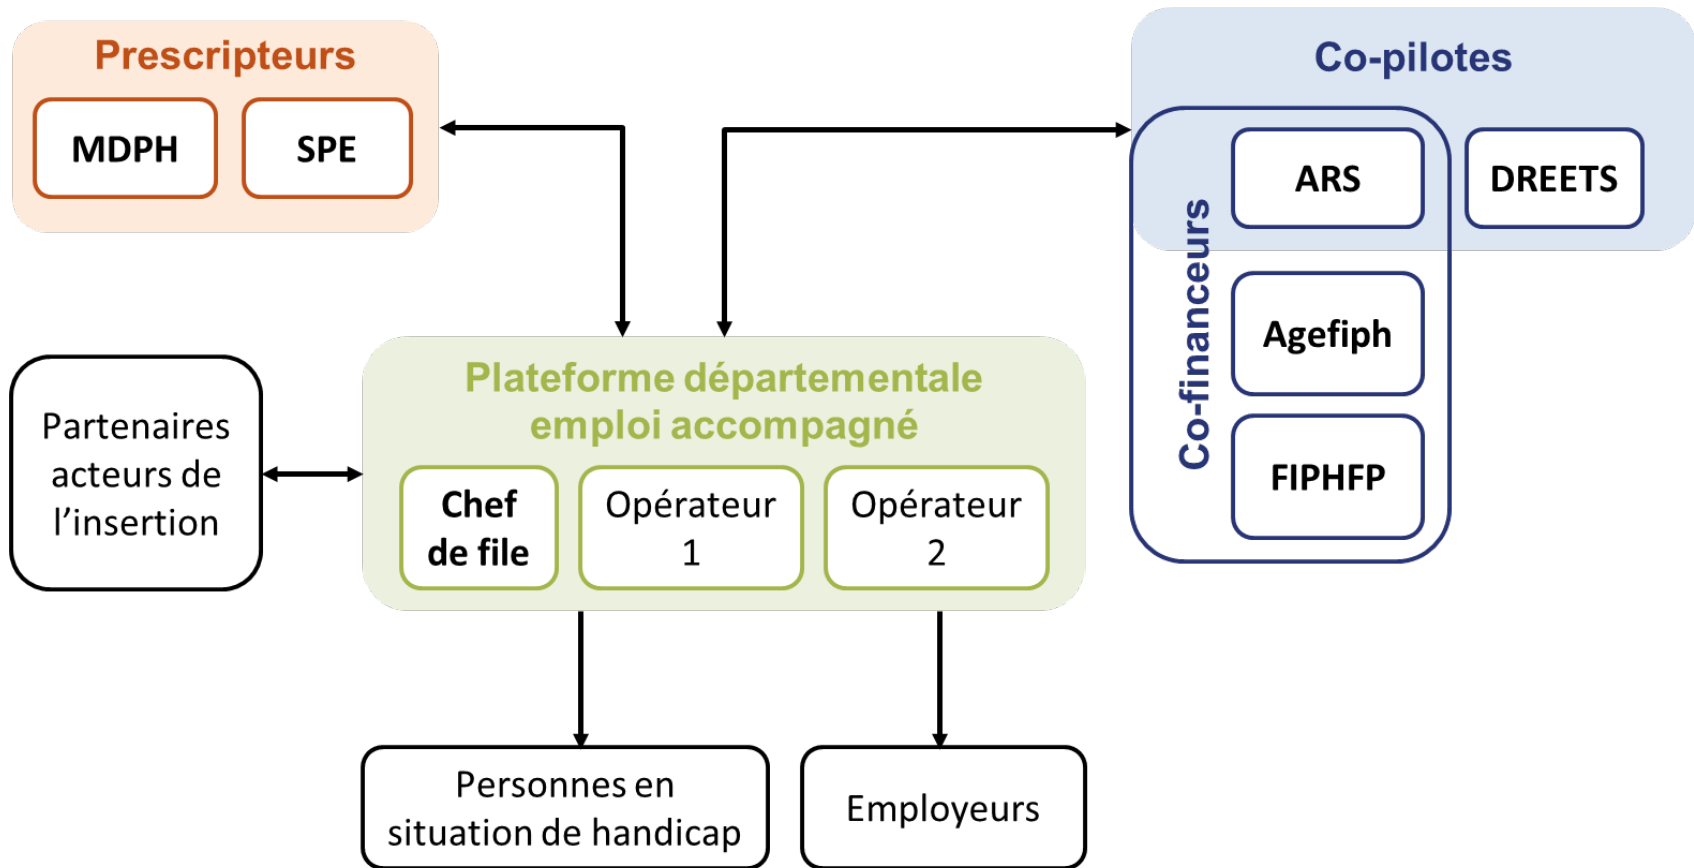 Prescripteurs
MDPH
SPE
Co-pilotes
ARS
DREETS
Co-financeurs
Agefiph
FIPHFP
Plateforme départementale
emploi accompagné
Chef
de file
Opérateur
1
Opérateur
2
Partenaires
acteurs de
l’insertion
Personnes en
situation de handicap
Employeurs